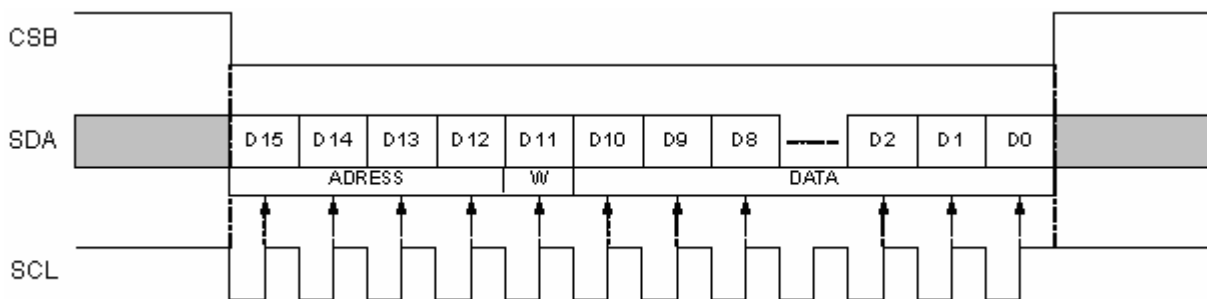 CSB
SDA D15 D14 D13 D12 D11 D10 D9 D8 D2 D1 D0
ADRESS W DATA
SCL